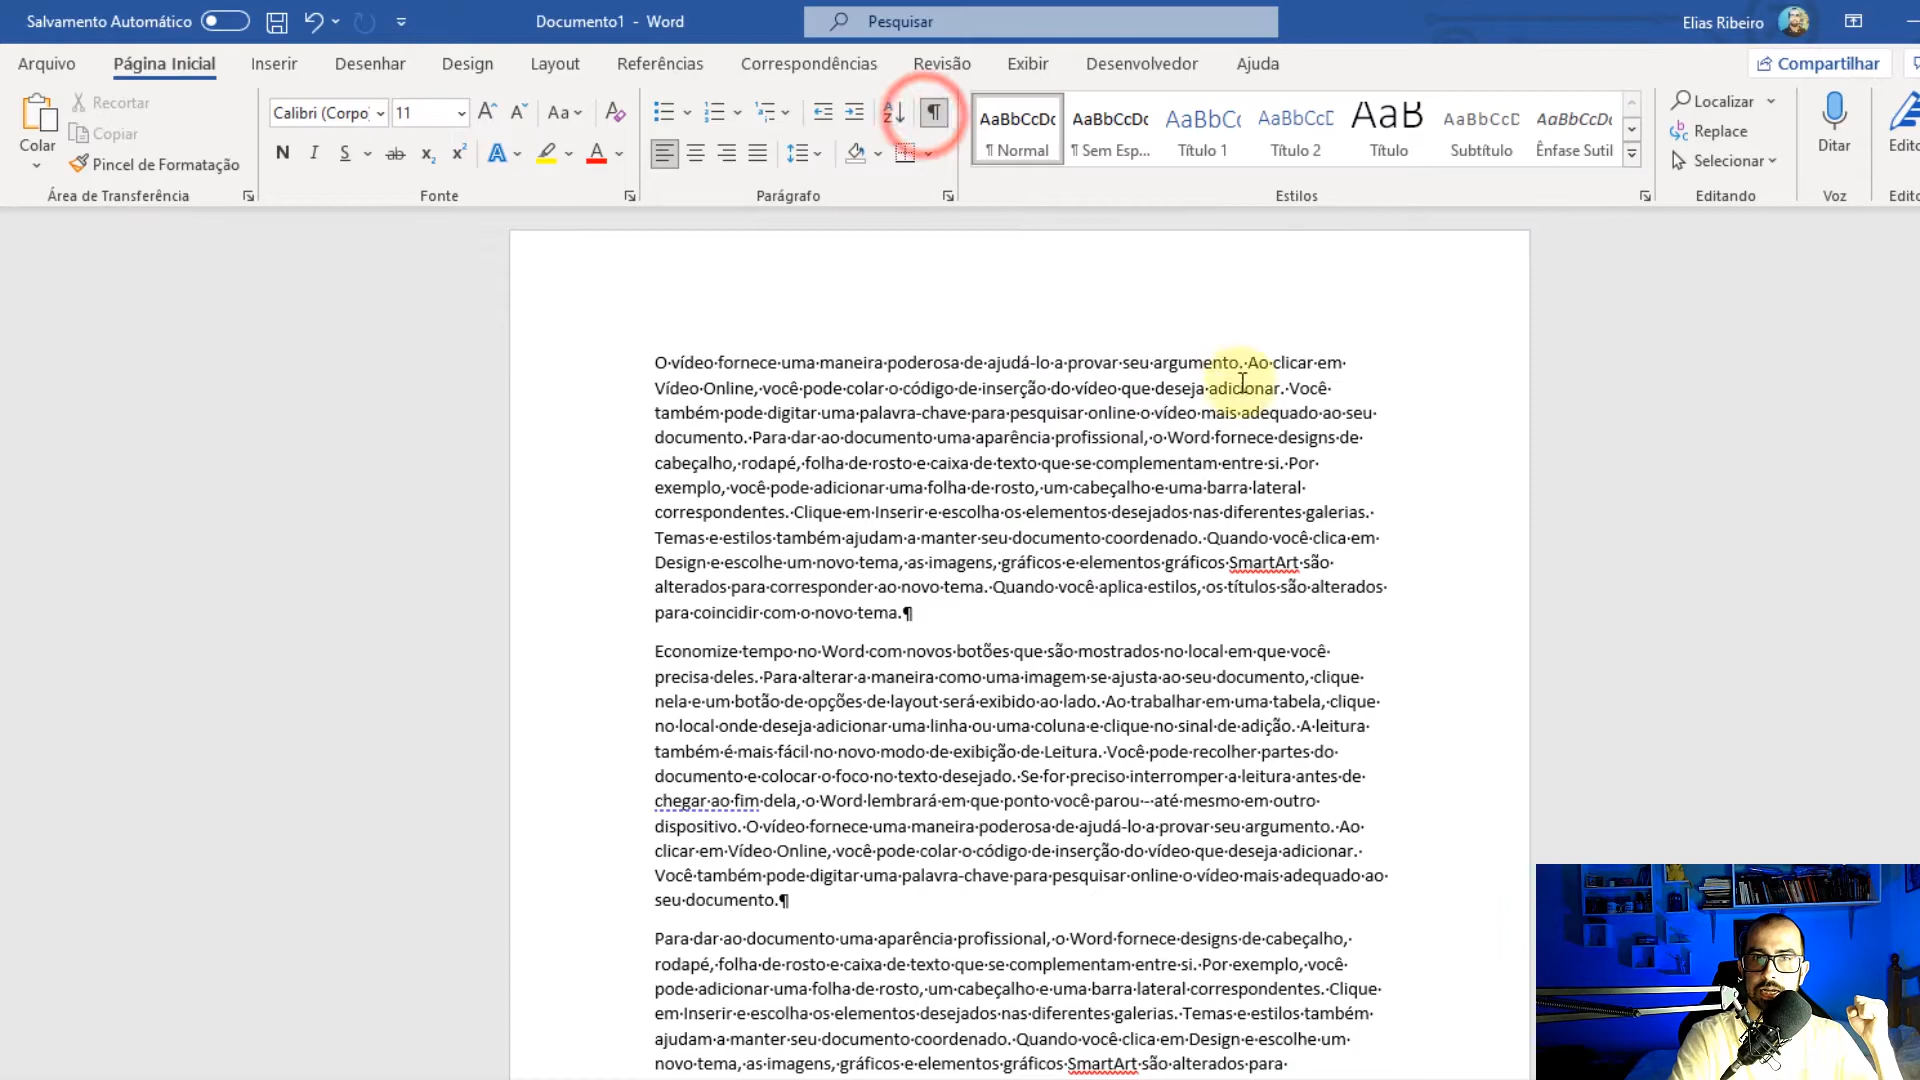 Salvamento Automático
Documento1 - Word
Pesquisar
Elias Ribeiro
Arquivo
Página Inicial
Inserir
Desenhar
Design
Layout
Referências
Correspondências
Revisão
Exibir
Desenvolvedor
Ajuda
Compartilhar
Colar
Recortar
Copiar
Pincel de Formatação
Área de Transferência
Calibri (Corpo
11
Aa
N I S ab x₂ x² A A
Fonte
Parágrafo
AaBbCcDc
¶ Normal
AaBbCcDc
¶ Sem Esp...
AaBbC
Título 1
AaBbCcE
Título 2
AaB
Título
AaBbCcD
Subtítulo
AaBbCcDt
Ênfase Sutil
Estilos
Localizar
Replace
Selecionar
Editando
Ditar
Voz
O·vídeo·fornece·uma·maneira·poderosa·de·ajudá-lo·a·provar·seu·argumento.·Ao·clicar·em·
Vídeo·Online,·você·pode·colar·o·código·de·inserção·do·vídeo·que·deseja·adicionar.·Você·
também·pode·digitar·uma·palavra-chave·para·pesquisar·online·o·vídeo·mais·adequado·ao·seu·
documento.·Para·dar·ao·documento·uma·aparência·profissional,·o·Word·fornece·designs·de·
cabeçalho,·rodapé,·folha·de·rosto·e·caixa·de·texto·que·se·complementam·entre·si.·Por·
exemplo,·você·pode·adicionar·uma·folha·de·rosto,·um·cabeçalho·e·uma·barra·lateral·
correspondentes.·Clique·em·Inserir·e·escolha·os·elementos·desejados·nas·diferentes·galerias.·
Temas·e·estilos·também·ajudam·a·manter·seu·documento·coordenado.·Quando·você·clica·em·
Design·e·escolhe·um·novo·tema,·as·imagens,·gráficos·e·elementos·gráficos·SmartArt·são·
alterados·para·corresponder·ao·novo·tema.·Quando·você·aplica·estilos,·os·títulos·são·alterados·
para·coincidir·com·o·novo·tema.¶
Economize·tempo·no·Word·com·novos·botões·que·são·mostrados·no·local·em·que·você·
precisa·deles.·Para·alterar·a·maneira·como·uma·imagem·se·ajusta·ao·seu·documento,·clique·
nela·e·um·botão·de·opções·de·layout·será·exibido·ao·lado.·Ao·trabalhar·em·uma·tabela,·clique·
no·local·onde·deseja·adicionar·uma·linha·ou·uma·coluna·e·clique·no·sinal·de·adição.·A·leitura·
também·é·mais·fácil·no·novo·modo·de·exibição·de·Leitura.·Você·pode·recolher·partes·do·
documento·e·colocar·o·foco·no·texto·desejado.·Se·for·preciso·interromper·a·leitura·antes·de·
chegar·ao·fim·dela,·o·Word·lembrará·em·que·ponto·você·parou·-·até·mesmo·em·outro·
dispositivo.·O·vídeo·fornece·uma·maneira·poderosa·de·ajudá-lo·a·provar·seu·argumento.·Ao·
clicar·em·Vídeo·Online,·você·pode·colar·o·código·de·inserção·do·vídeo·que·deseja·adicionar.·
Você·também·pode·digitar·uma·palavra-chave·para·pesquisar·online·o·vídeo·mais·adequado·ao·
seu·documento.¶
Para·dar·ao·documento·uma·aparência·profissional,·o·Word·fornece·designs·de·cabeçalho,·
rodapé,·folha·de·rosto·e·caixa·de·texto·que·se·complementam·entre·si.·Por·exemplo,·você·
pode·adicionar·uma·folha·de·rosto,·um·cabeçalho·e·uma·barra·lateral·correspondentes.·Clique·
em·Inserir·e·escolha·os·elementos·desejados·nas·diferentes·galerias.·Temas·e·estilos·também·
ajudam·a·manter·seu·documento·coordenado.·Quando·você·clica·em·Design·e·escolhe·um·
novo·tema,·as·imagens,·gráficos·e·elementos·gráficos·SmartArt·são·alterados·para·